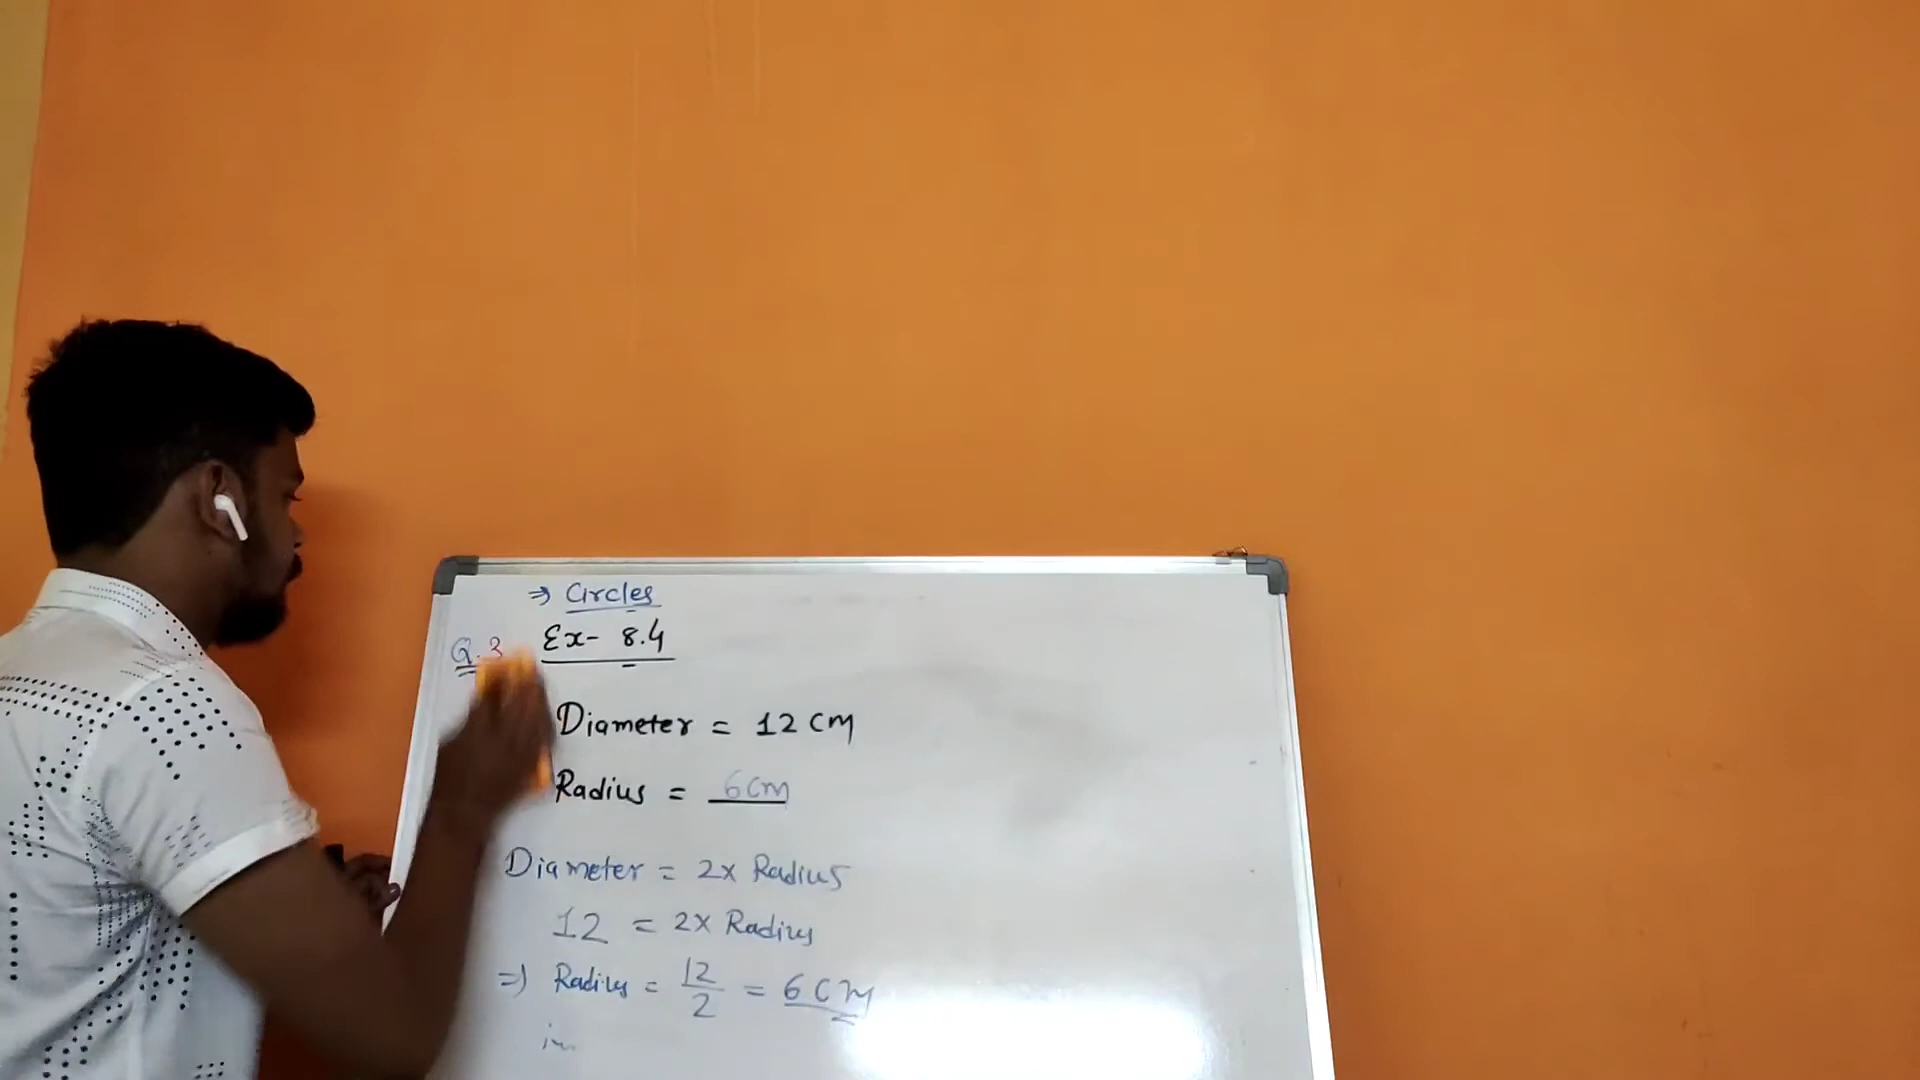 ⇒ Circles
Ex- 8.4
Q.3
Diameter = 12 cm
Radius = 6cm
Diameter = 2x Radius
12 = 2x Radius
=) Radius = 12/2 = 6 cm